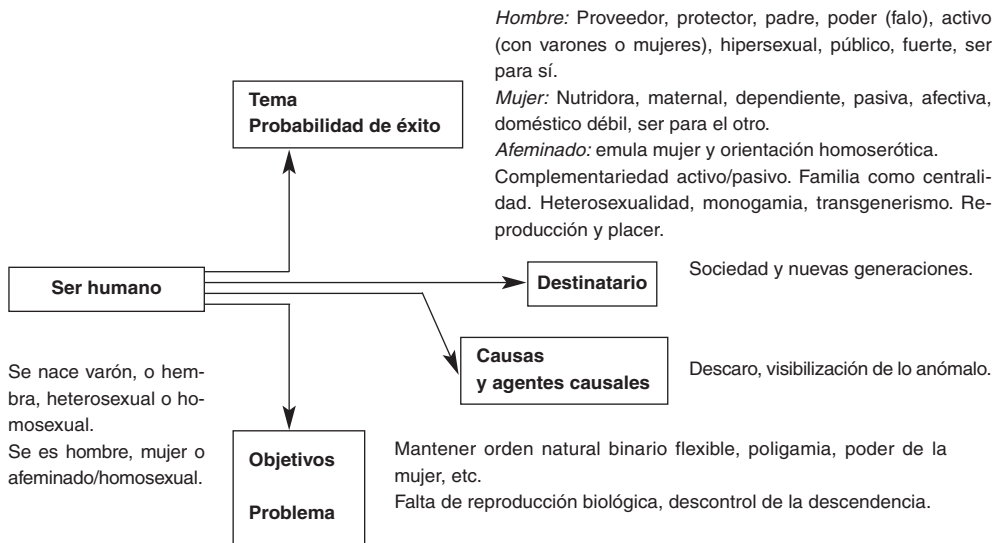 Hombre: Proveedor, protector, padre, poder (falo), activo
(con varones o mujeres), hipersexual, público, fuerte, ser
para sí.
Mujer: Nutridora, maternal, dependiente, pasiva, afectiva,
doméstico débil, ser para el otro.
Afeminado: emula mujer y orientación homoserótica.
Complementariedad activo/pasivo. Familia como centrali-
dad. Heterosexualidad, monogamia, transgenerismo. Re-
producción y placer.
Tema
Probabilidad de éxito
Ser humano
Destinatario
Sociedad y nuevas generaciones.
Causas
y agentes causales
Descaro, visibilización de lo anómalo.
Se nace varón, o hem-
bra, heterosexual o ho-
mosexual.
Se es hombre, mujer o
afeminado/homosexual.
Objetivos
Problema
Mantener orden natural binario flexible, poligamia, poder de la
mujer, etc.
Falta de reproducción biológica, descontrol de la descendencia.